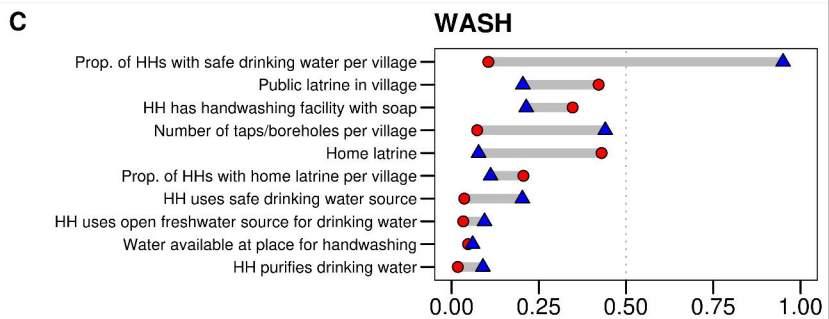 C
WASH
Prop. of HHs with safe drinking water per village
Public latrine in village
HH has handwashing facility with soap
Number of taps/boreholes per village
Home latrine
Prop. of HHs with home latrine per village
HH uses safe drinking water source
HH uses open freshwater source for drinking water
Water available at place for handwashing
HH purifies drinking water
0.00 0.25 0.50 0.75 1.00